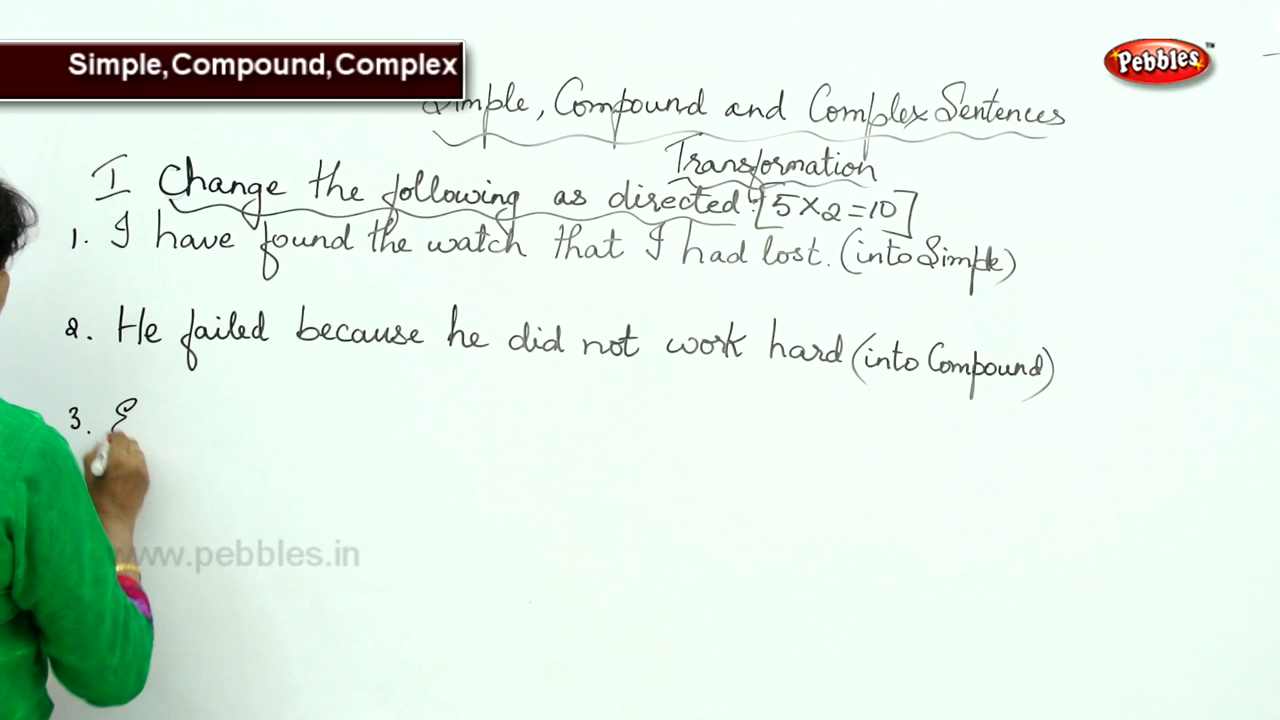 Simple,Compound,Complex
Pebbles™
Simple, Compound and Complex Sentences
Transformation
I Change the following as directed:[5×2=10]
1. I have found the watch that I had lost. (into Simple)
2. He failed because he did not work hard (into Compound)
3.
www.pebbles.in